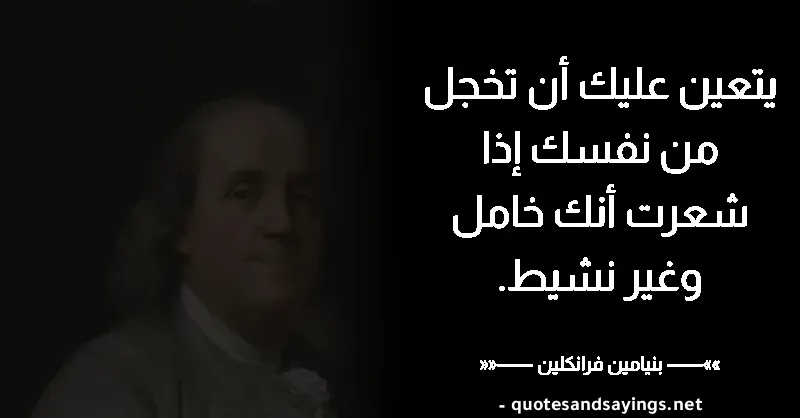 يتعين عليك أن تخجل
من نفسك إذا
شعرت أنك خامل
وغير نشيط.
»»—— بنيامين فرانكلين ——««
- quotesandsayings.net